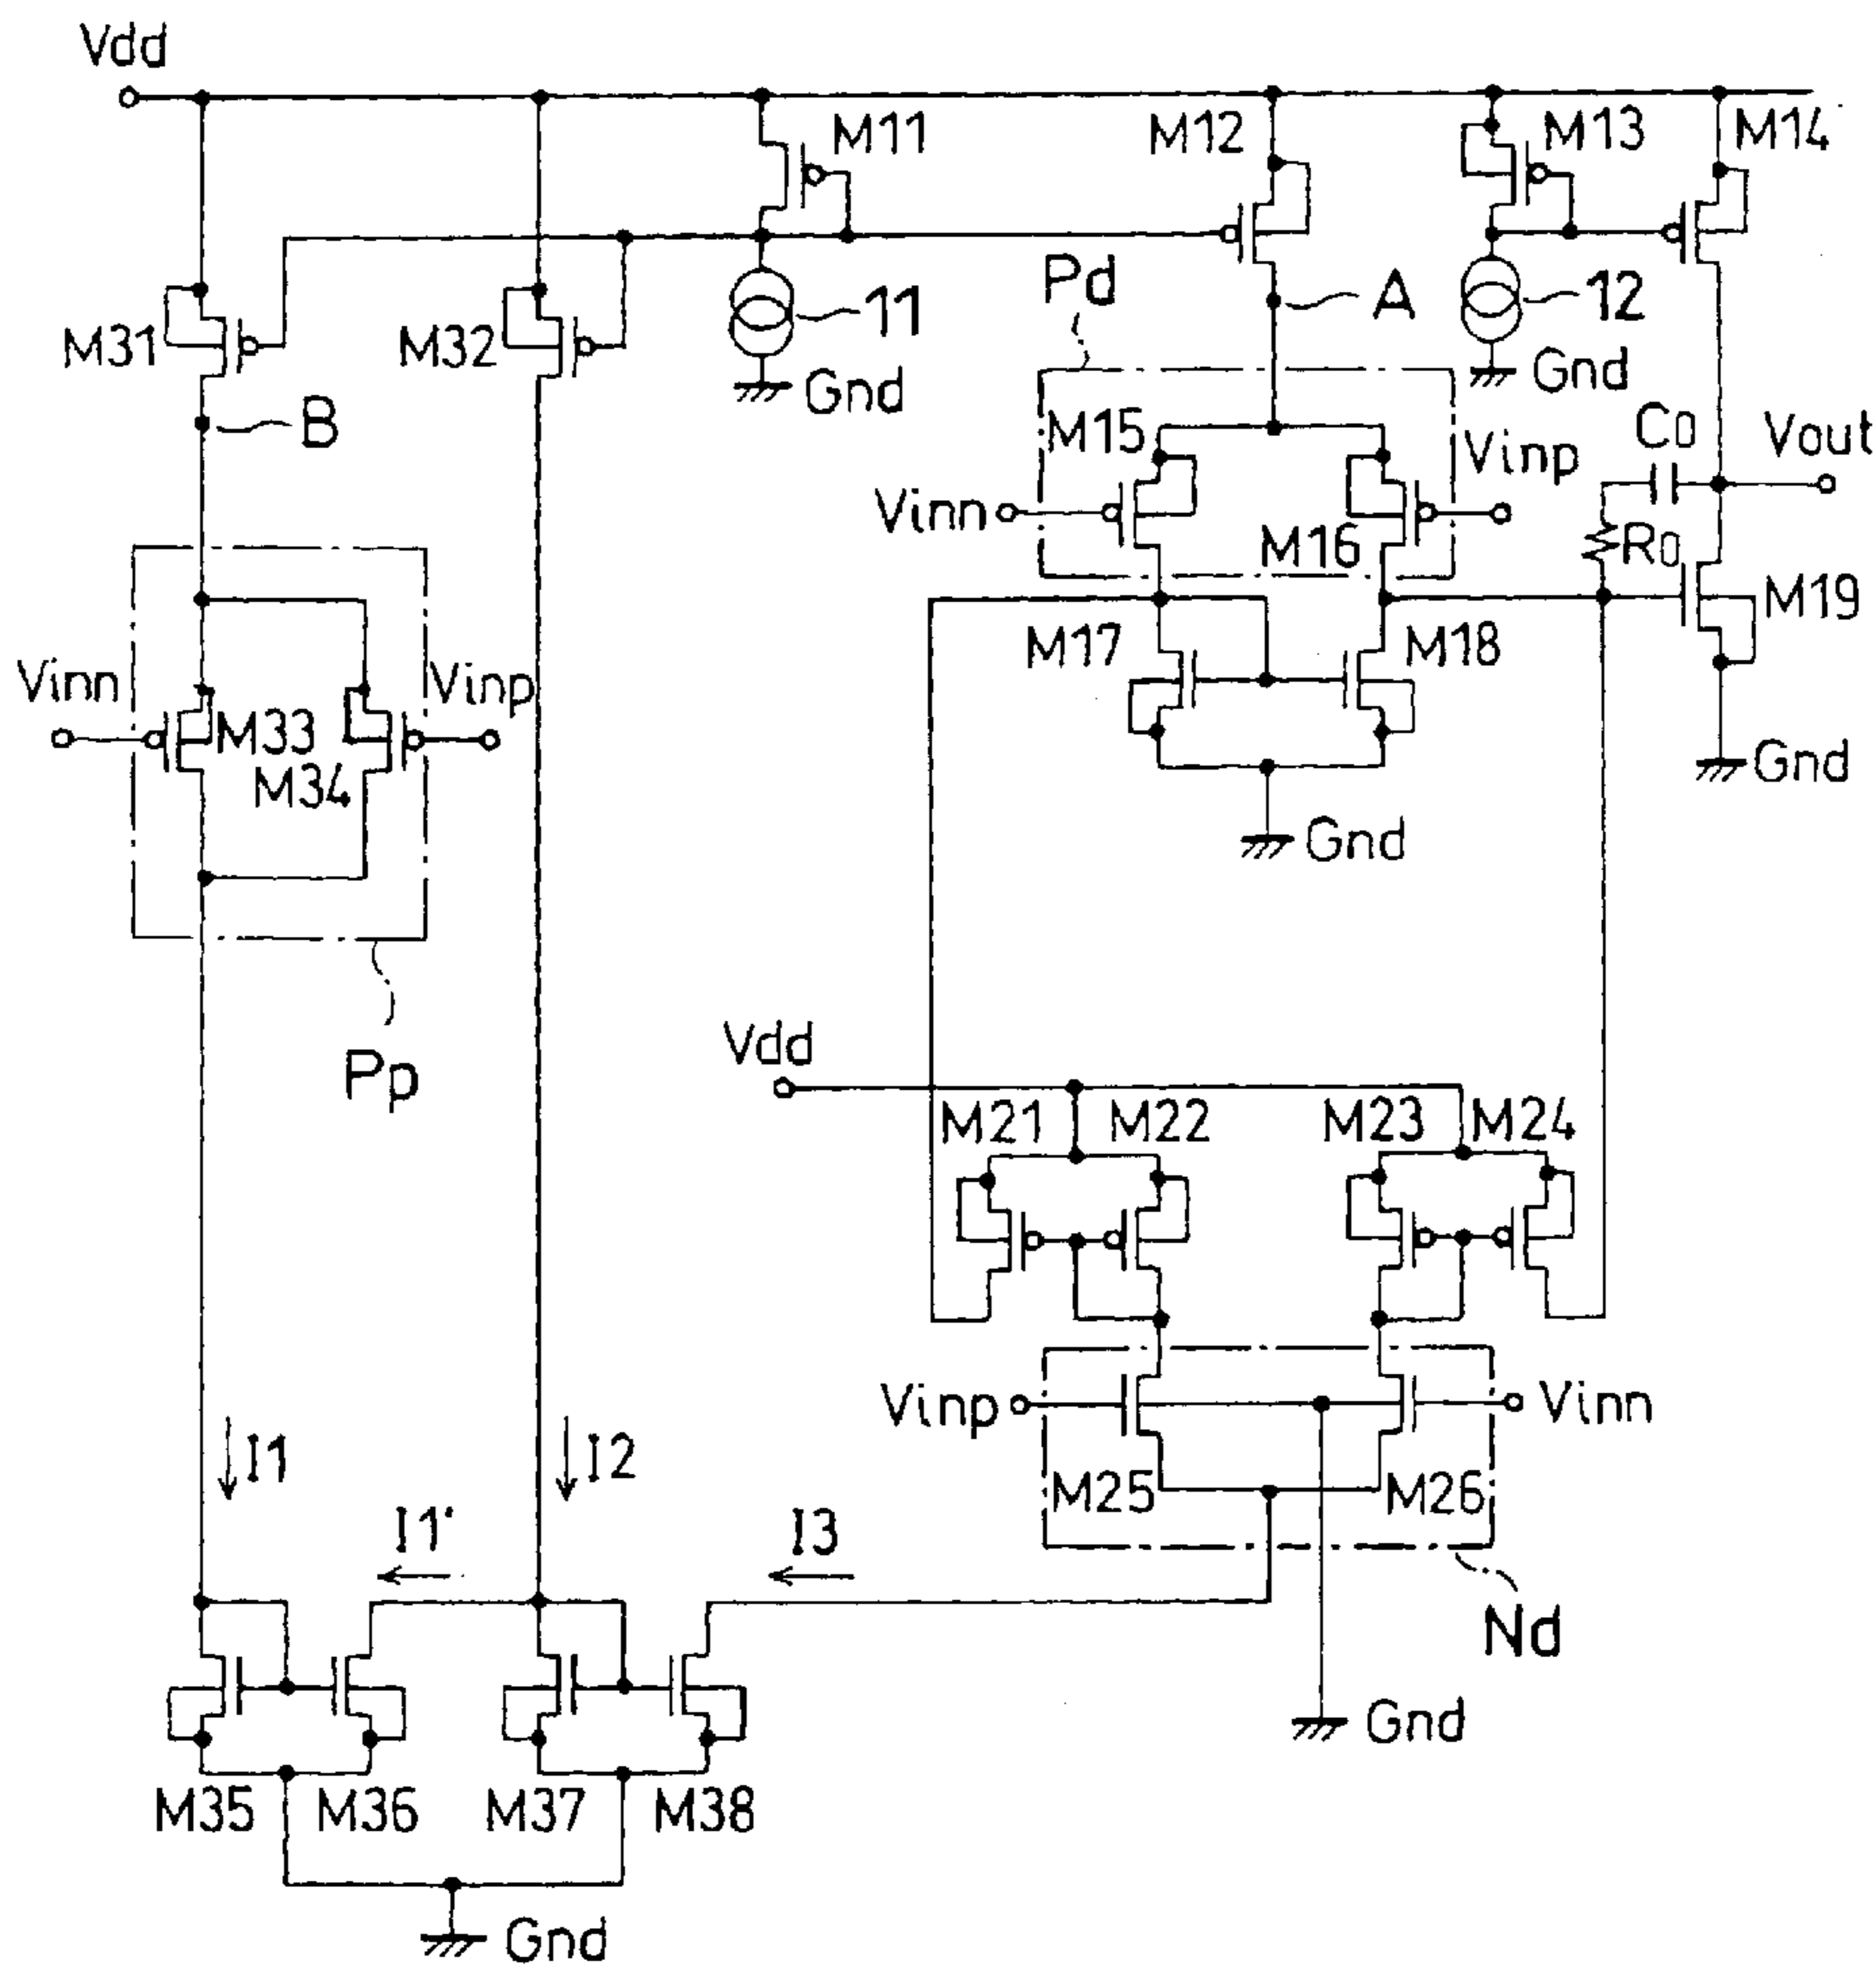 Vdd
M11
M12
M13
M14
M31
M32
11
Gnd
Pd
A
12
Gnd
B
M15
Vinn
Vinp
M16
C0
Vout
R0
M19
Gnd
M17
M18
Gnd
Vinn
M33
M34
Vinp
Pp
Vdd
M21
M22
M23
M24
Vinp
Vinn
M25
M26
Nd
I1
I2
I1'
I3
Gnd
M35
M36
M37
M38
Gnd